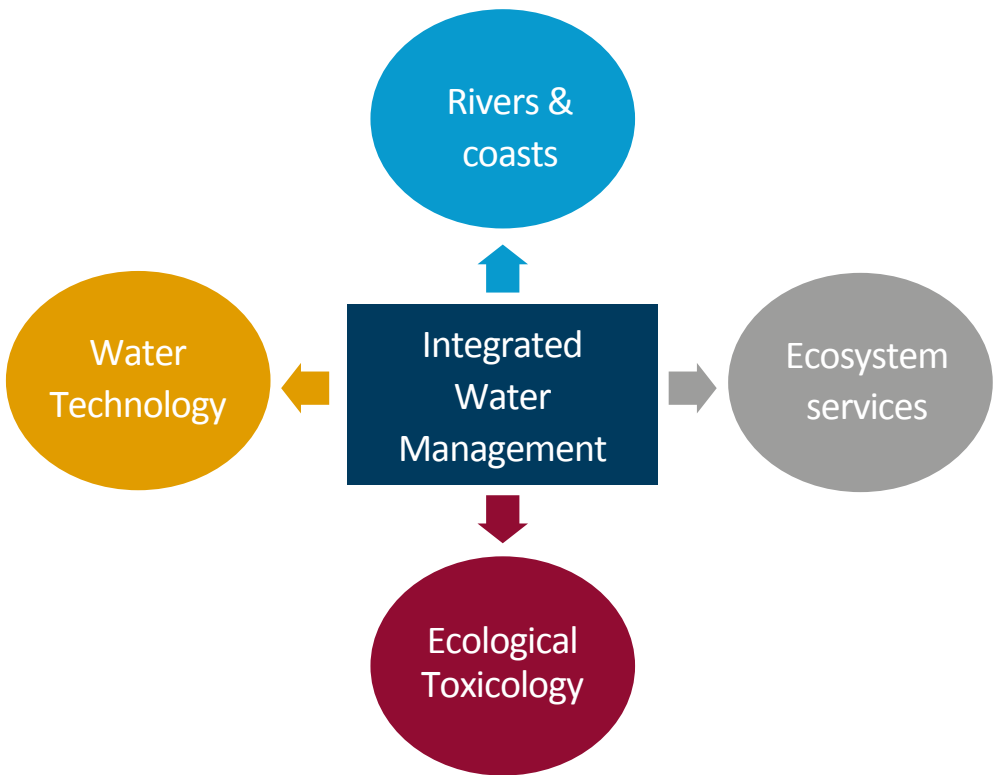 Rivers &
coasts
Water
Technology
Integrated
Water
Management
Ecosystem
services
Ecological
Toxicology